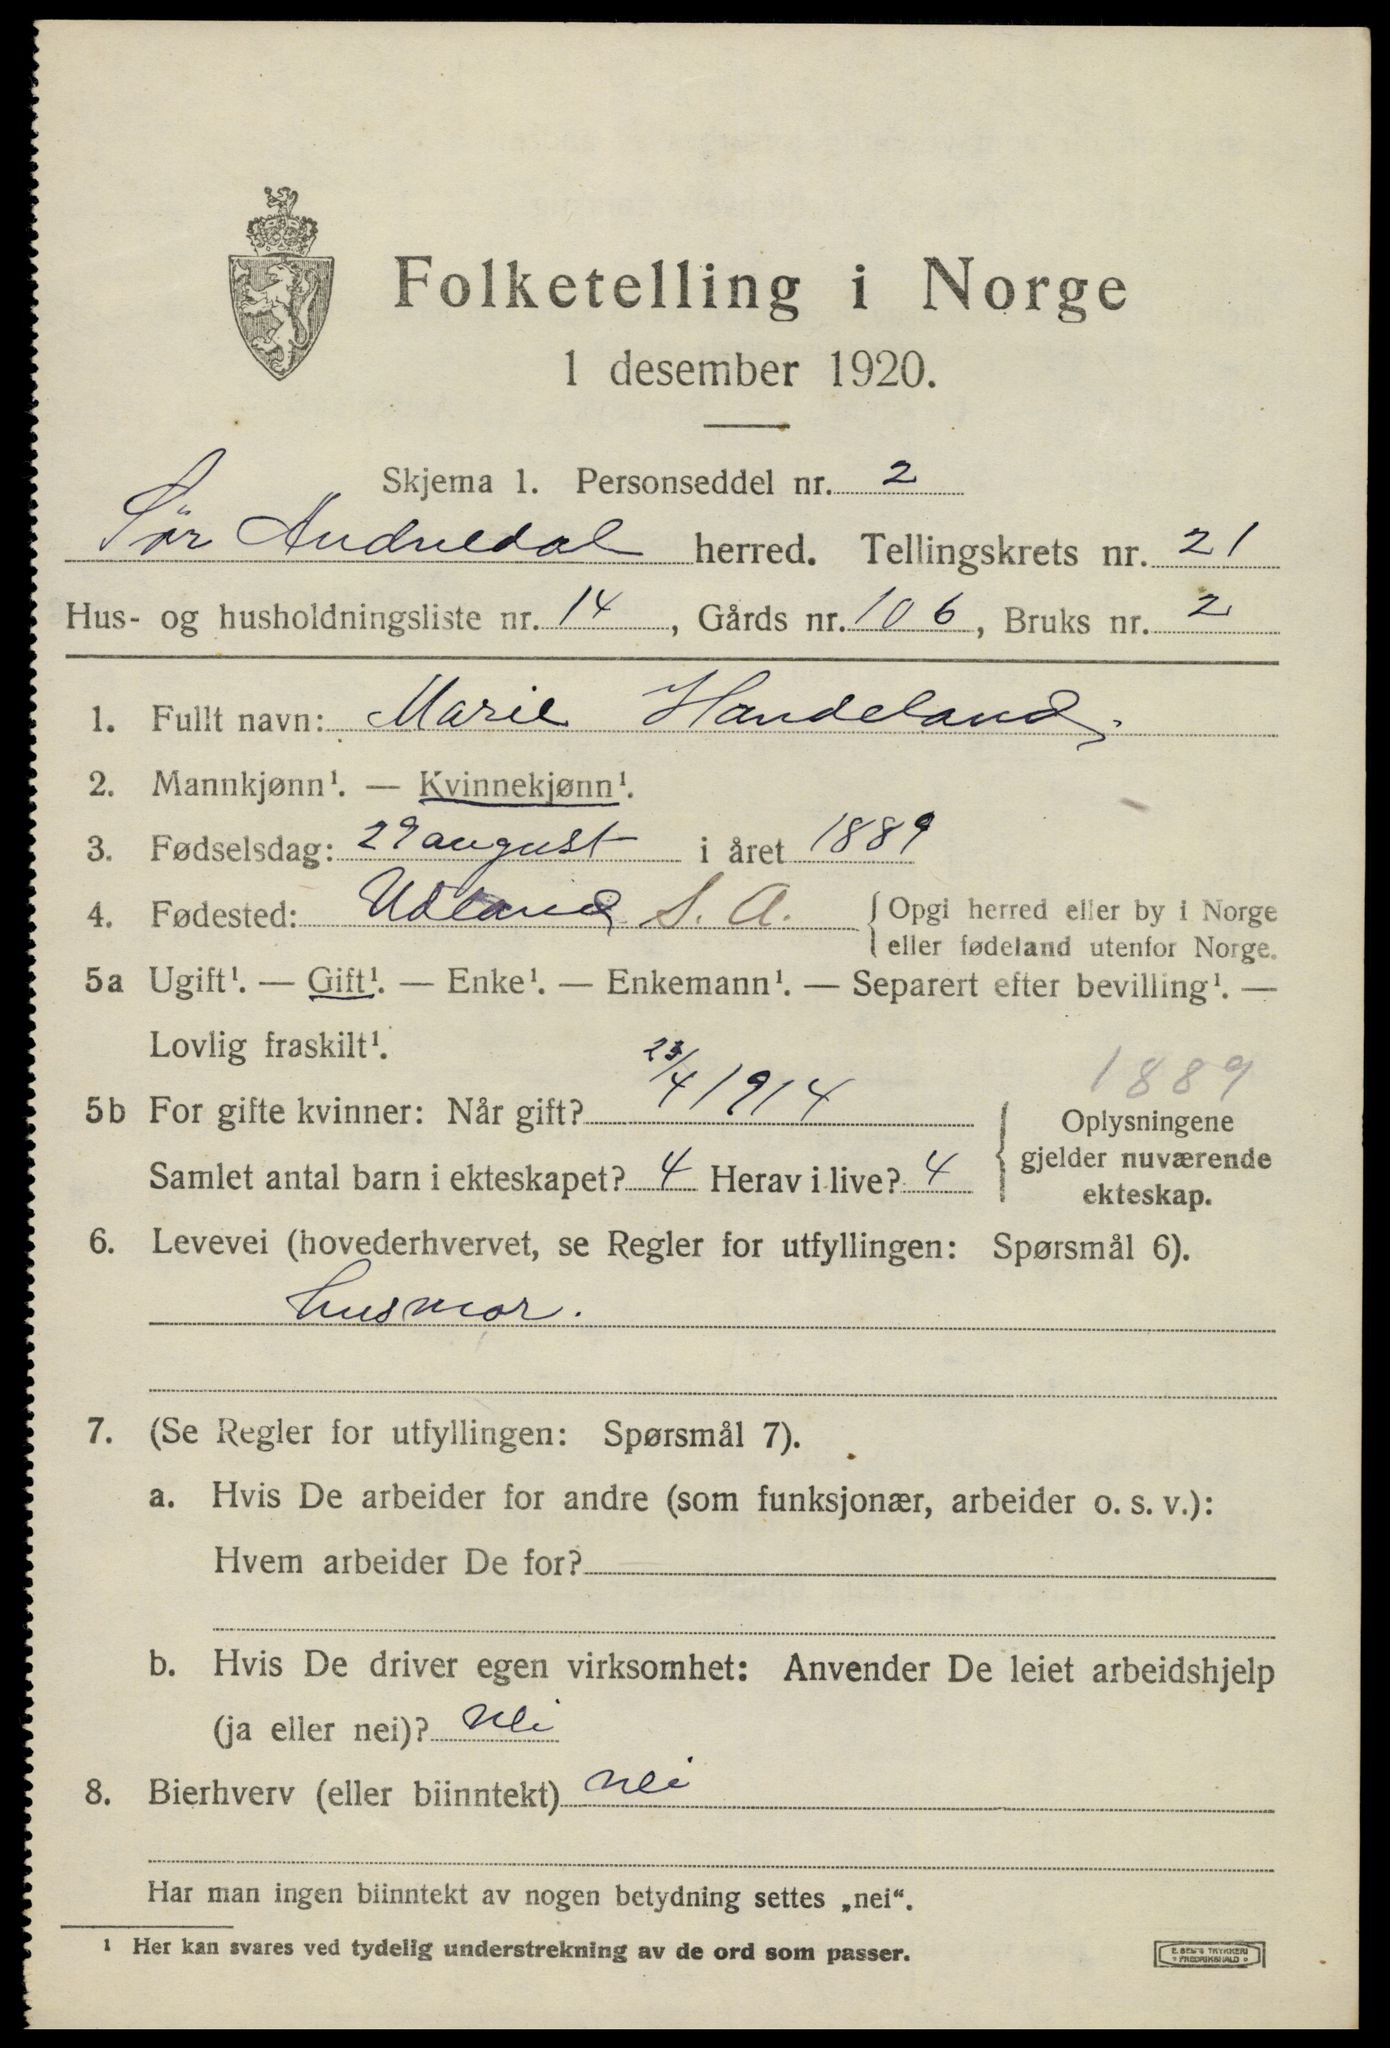 Folketelling i Norge
1 desember 1920.
Skjema 1. Personseddel nr. 2
Sør Audnedal herred. Tellingskrets nr. 21
Hus- og husholdningsliste nr. 14, Gårds nr. 106, Bruks nr. 2
1. Fullt navn: Marie Handeland
2. Mannkjønn¹. — Kvinnekjønn¹.
3. Fødselsdag: 29 august i året 1889
4. Fødested: Udland S. A. Opgi herred eller by i Norge
eller fødeland utenfor Norge.
5a Ugift¹. — Gift¹. — Enke¹. — Enkemann¹. — Separert efter bevilling¹. —
Lovlig fraskilt¹.
1889
5b For gifte kvinner: Når gift? 23/4 1914 Oplysningene
gjelder nuværende
ekteskap.
Samlet antal barn i ekteskapet? 4 Herav i live? 4
6. Levevei (hovederhvervet, se Regler for utfyllingen: Spørsmål 6).
husmor.
7. (Se Regler for utfyllingen: Spørsmål 7).
a. Hvis De arbeider for andre (som funksjonær, arbeider o. s. v.):
Hvem arbeider De for?
b. Hvis De driver egen virksomhet: Anvender De leiet arbeidshjelp
(ja eller nei)? Nei
8. Bierhverv (eller biinntekt) Nei
Har man ingen biinntekt av nogen betydning settes „nei“.
¹ Her kan svares ved tydelig understrekning av de ord som passer.
E. SEM'S TRYKKERI
FREDRIKSHALD